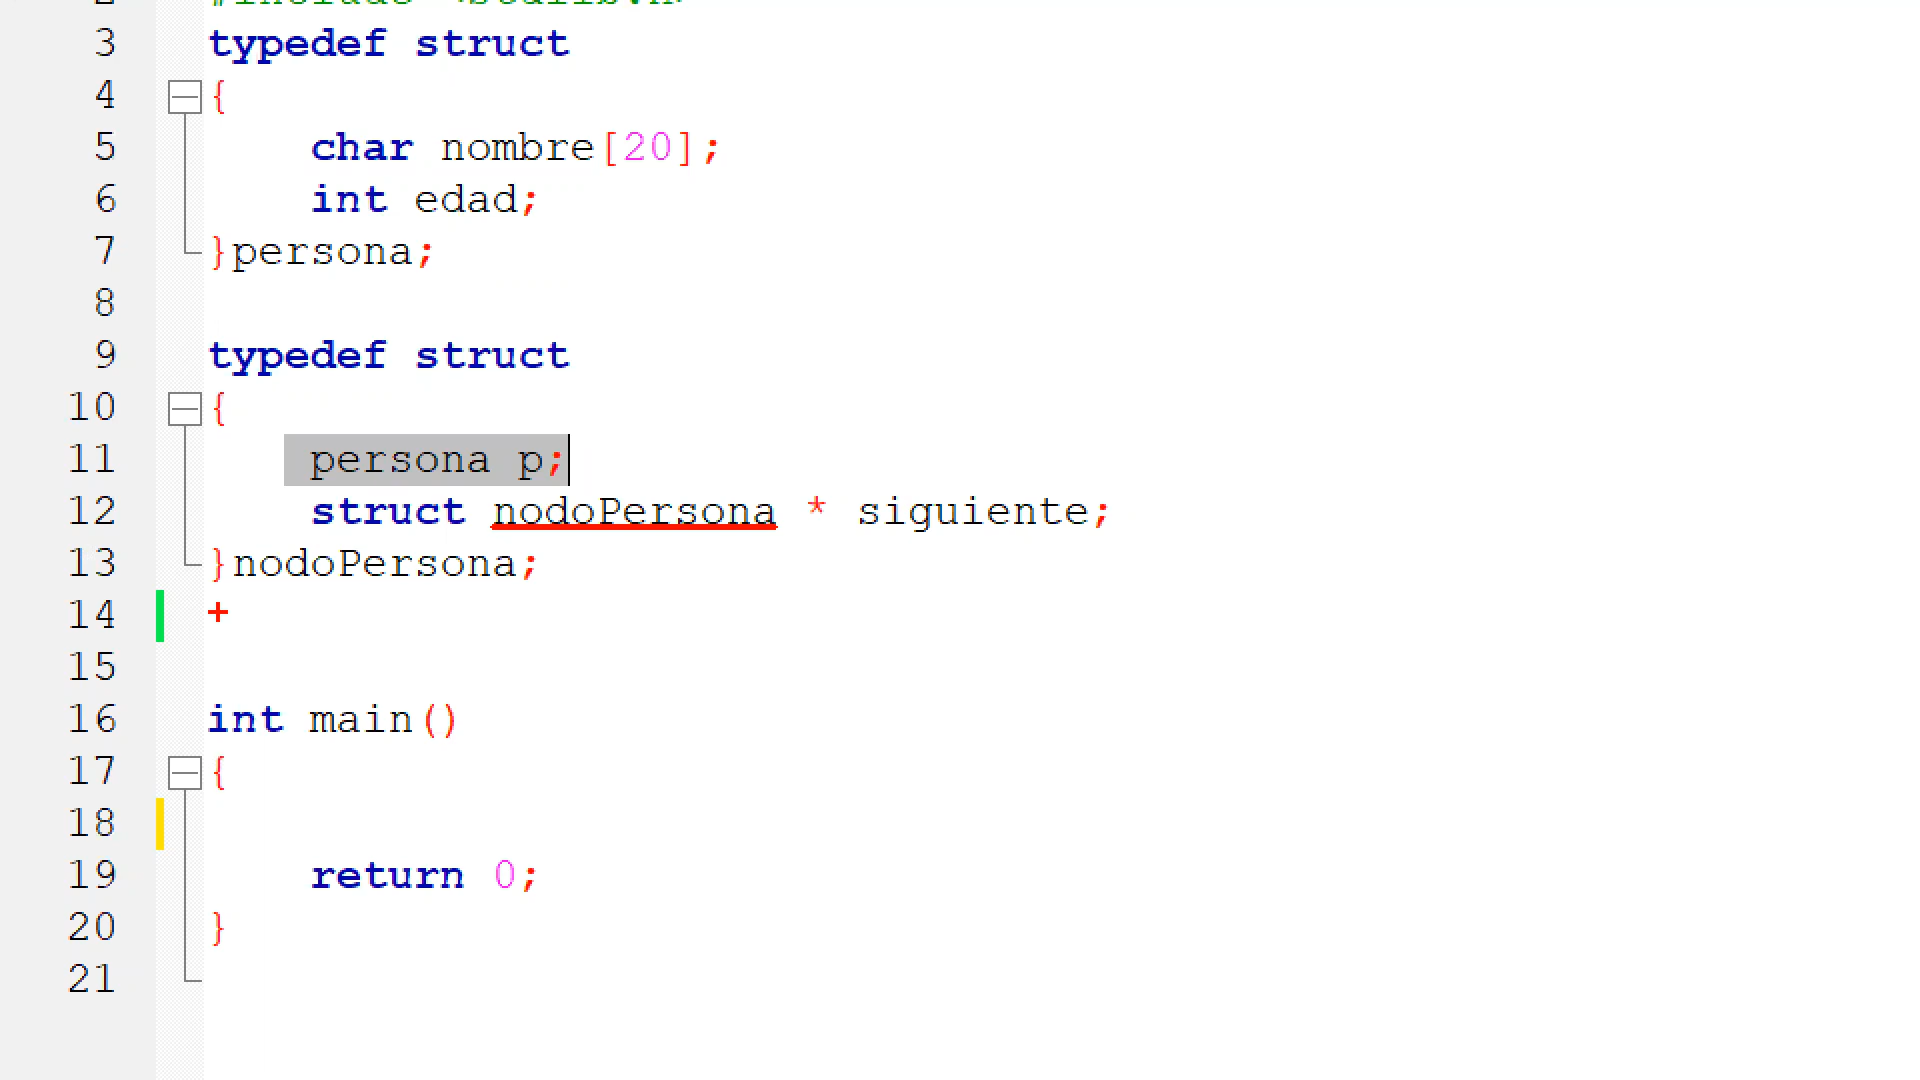 3 typedef struct
4 {
5 char nombre[20];
6 int edad;
7 }persona;
8
9 typedef struct
10 {
11 persona p;
12 struct nodoPersona * siguiente;
13 }nodoPersona;
14 +
15
16 int main()
17 {
18
19 return 0;
20 }
21